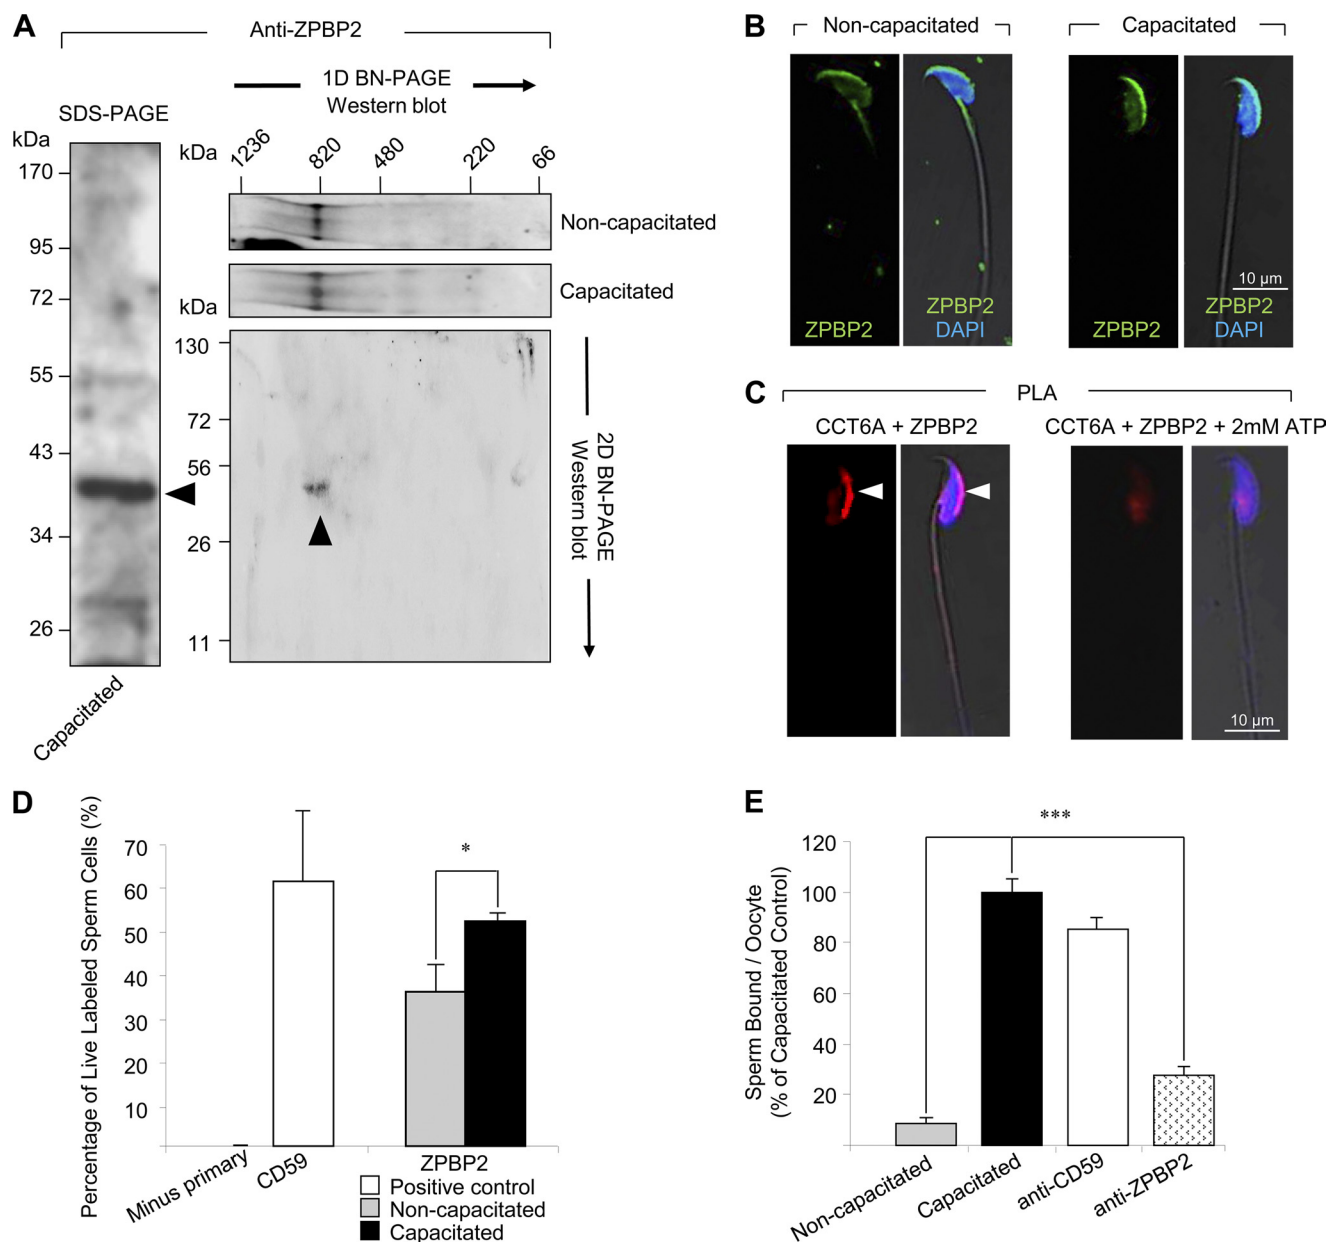 A
Anti-ZPBP2
1D BN-PAGE
Western blot
SDS-PAGE
kDa
170
95
72
55
43
34
26
Capacitated
kDa
1236
820
480
220
66
Non-capacitated
Capacitated
kDa
130
72
56
26
11
2D BN-PAGE
Western blot
B
Non-capacitated
Capacitated
ZPBP2
ZPBP2
DAPI
ZPBP2
10 µm
ZPBP2
DAPI
C
PLA
CCT6A + ZPBP2
CCT6A + ZPBP2 + 2mM ATP
10 µm
D
Percentage of Live Labeled Sperm Cells (%)
70
60
50
40
30
20
10
*
Minus primary
CD59
ZPBP2
Positive control
Non-capacitated
Capacitated
E
Sperm Bound / Oocyte
(% of Capacitated Control)
120
100
80
60
40
20
***
Non-capacitated
Capacitated
anti-CD59
anti-ZPBP2